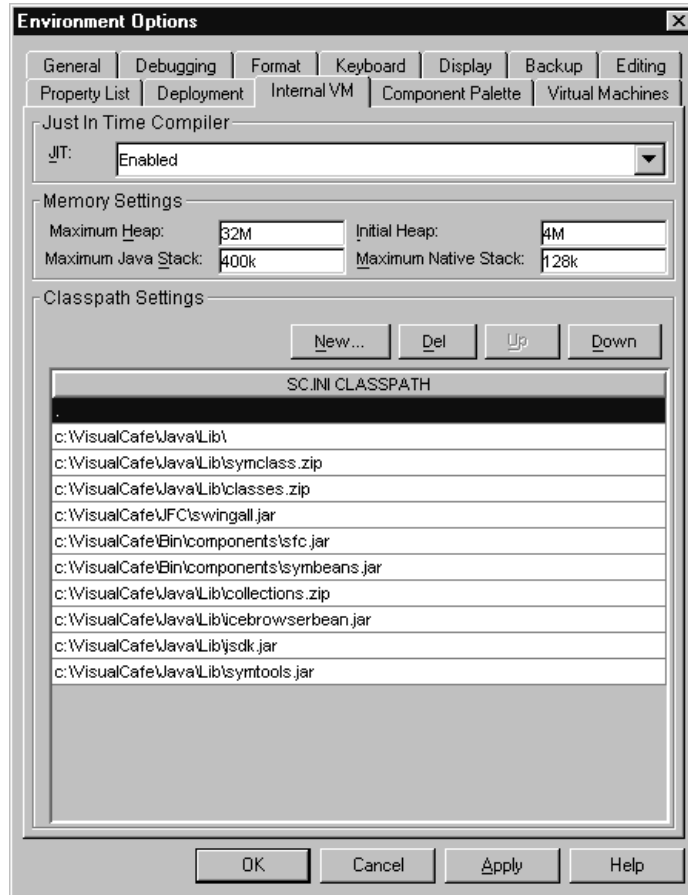 Environment Options
General Debugging Format Keyboard Display Backup Editing
Property List Deployment Internal VM Component Palette Virtual Machines
Just In Time Compiler
JIT: Enabled
Memory Settings
Maximum Heap: 32M Initial Heap: 4M
Maximum Java Stack: 400k Maximum Native Stack: 128k
Classpath Settings
New... Del Up Down
SC.INI CLASSPATH
.
c:\VisualCafe\Java\Lib\
c:\VisualCafe\Java\Lib\symclass.zip
c:\VisualCafe\Java\Lib\classes.zip
c:\VisualCafe\JFC\swingall.jar
c:\VisualCafe\Bin\components\sfc.jar
c:\VisualCafe\Bin\components\symbeans.jar
c:\VisualCafe\Java\Lib\collections.zip
c:\VisualCafe\Java\Lib\icebrowserbean.jar
c:\VisualCafe\Java\Lib\jsdk.jar
c:\VisualCafe\Java\Lib\symtools.jar
OK Cancel Apply Help